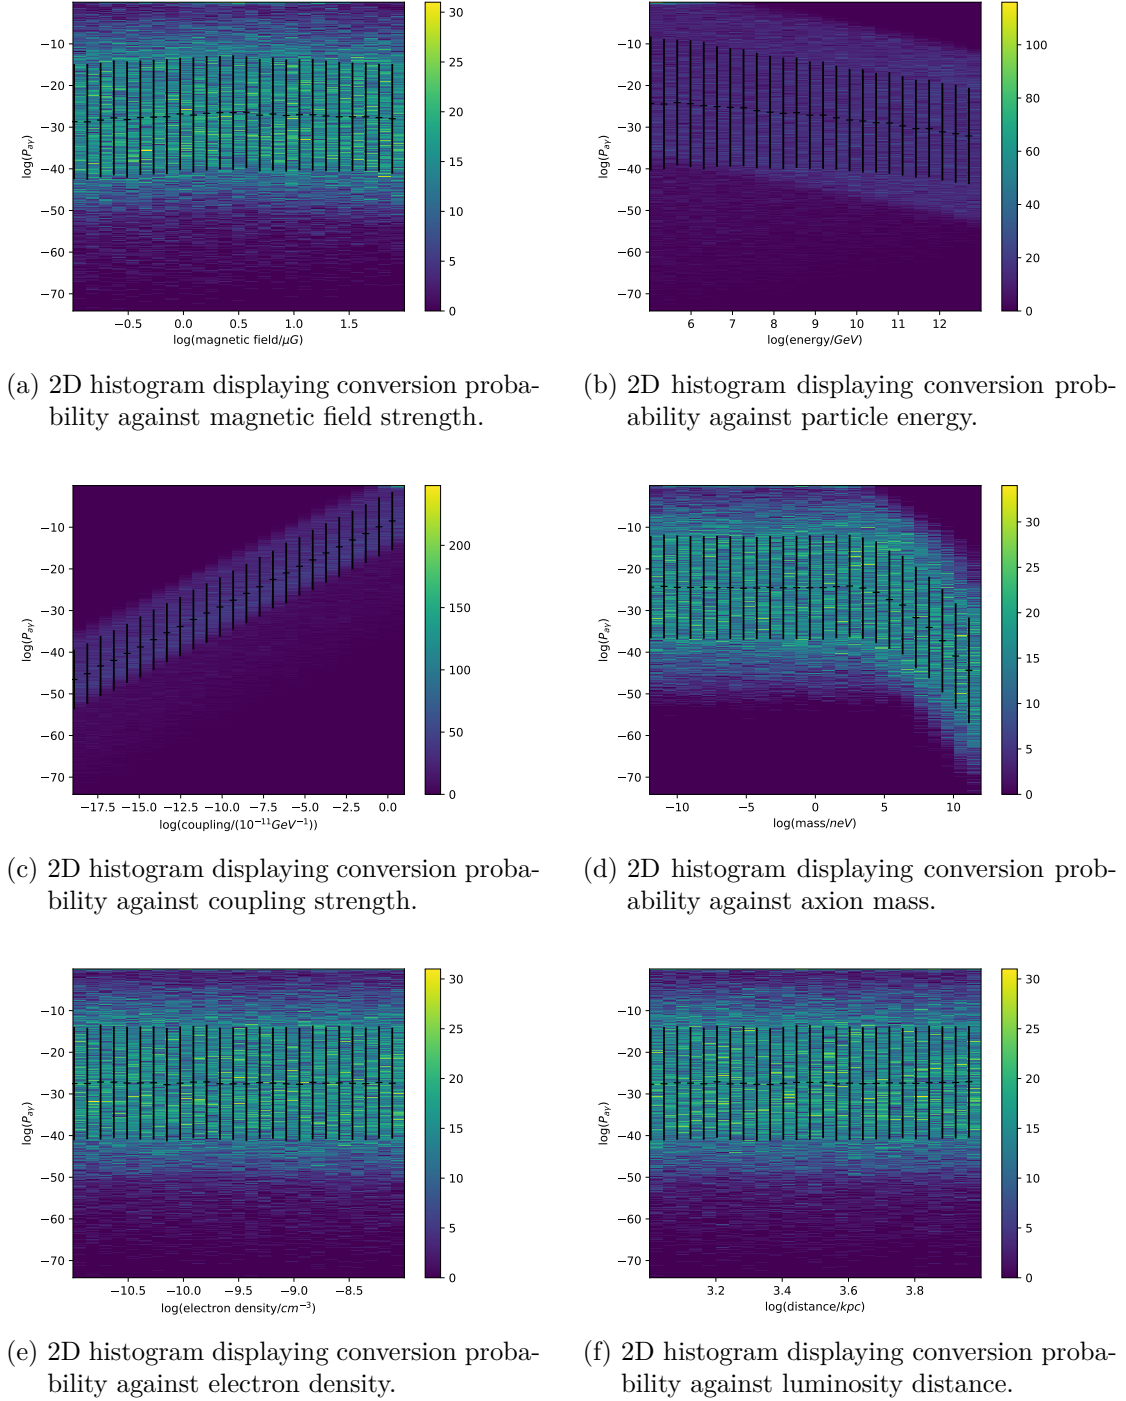 −10
−20
−30
−40
−50
−60
−70
log(P_{aγ})
−0.5 0.0 0.5 1.0 1.5
log(magnetic field/μG)
30
25
20
15
10
5
0
−10
−20
−30
−40
−50
−60
−70
log(P_{aγ})
6 7 8 9 10 11 12
log(energy/GeV)
100
80
60
40
20
0
(a) 2D histogram displaying conversion proba-
bility against magnetic field strength.
(b) 2D histogram displaying conversion prob-
ability against particle energy.
−10
−20
−30
−40
−50
−60
−70
log(P_{aγ})
−17.5 −15.0 −12.5 −10.0 −7.5 −5.0 −2.5 0.0
log(coupling/(10^{−11}GeV^{−1}))
200
150
100
50
0
−10
−20
−30
−40
−50
−60
−70
log(P_{aγ})
−10 −5 0 5 10
log(mass/neV)
30
25
20
15
10
5
0
(c) 2D histogram displaying conversion proba-
bility against coupling strength.
(d) 2D histogram displaying conversion prob-
ability against axion mass.
−10
−20
−30
−40
−50
−60
−70
log(P_{aγ})
−10.5 −10.0 −9.5 −9.0 −8.5
log(electron density/cm^{−3})
30
25
20
15
10
5
0
−10
−20
−30
−40
−50
−60
−70
log(P_{aγ})
3.2 3.4 3.6 3.8
log(distance/kpc)
30
25
20
15
10
5
0
(e) 2D histogram displaying conversion proba-
bility against electron density.
(f) 2D histogram displaying conversion proba-
bility against luminosity distance.